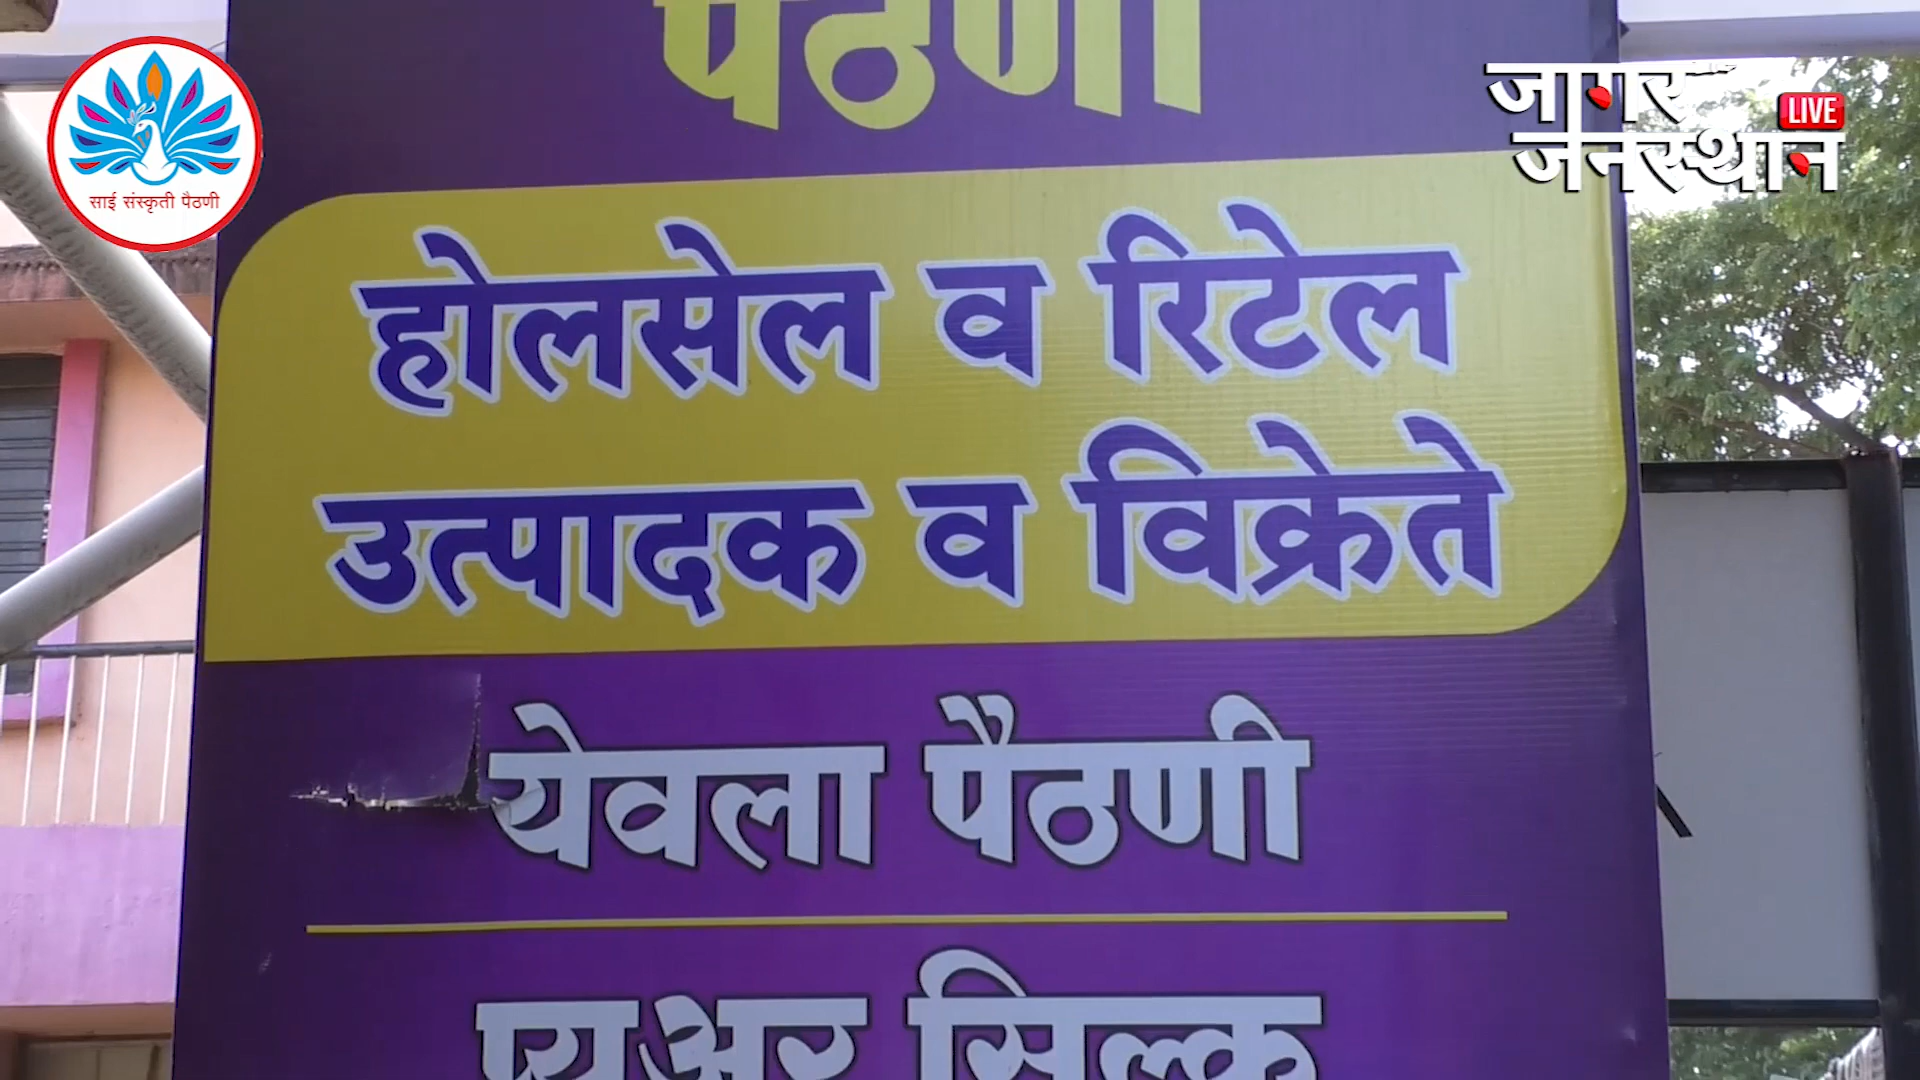 पैठणी
साई संस्कृती पैठणी
जागर
LIVE
जनस्थान
होलसेल व रिटेल
उत्पादक व विक्रेते
येवला पैठणी
प्युअर सिल्क